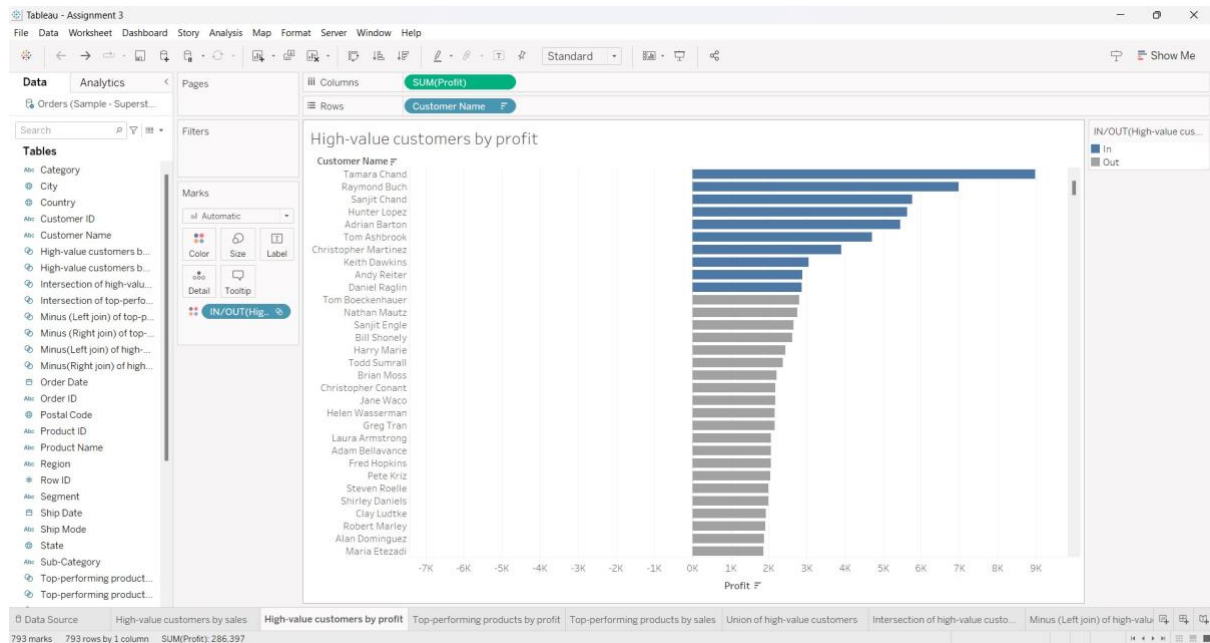 Tableau - Assignment 3
File Data Worksheet Dashboard Story Analysis Map Format Server Window Help
Standard
Show Me
Data Analytics
Pages
Columns SUM(Profit)
Orders (Sample - Superst...
Rows Customer Name
Search
Filters
High-value customers by profit
IN/OUT(High-value cus...
In
Out
Tables
Abc Category
City
Country
Abc Customer ID
Abc Customer Name
High-value customers b...
High-value customers b...
Intersection of high-valu...
Intersection of top-perfo...
Minus (Left join) of top-p...
Minus (Right join) of top-...
Minus(Left join) of high-...
Minus(Right join) of high...
Order Date
Abc Order ID
Postal Code
Abc Product ID
Abc Product Name
Abc Region
Row ID
Abc Segment
Ship Date
Abc Ship Mode
State
Abc Sub-Category
Top-performing product...
Top-performing product...
Marks
Automatic
Color Size Label
Detail Tooltip
IN/OUT(Hig..
Customer Name
Tamara Chand
Raymond Buch
Sanjit Chand
Hunter Lopez
Adrian Barton
Tom Ashbrook
Christopher Martinez
Keith Dawkins
Andy Reiter
Daniel Raglin
Tom Boeckenhauer
Nathan Mautz
Sanjit Engle
Bill Shonely
Harry Marie
Todd Sumrall
Brian Moss
Christopher Conant
Jane Waco
Helen Wasserman
Greg Tran
Laura Armstrong
Adam Bellavance
Fred Hopkins
Pete Kriz
Steven Roelle
Shirley Daniels
Clay Ludtke
Robert Marley
Alan Dominguez
Maria Etezadi
-7K -6K -5K -4K -3K -2K -1K 0K 1K 2K 3K 4K 5K 6K 7K 8K 9K
Profit
Data Source High-value customers by sales High-value customers by profit Top-performing products by profit Top-performing products by sales Union of high-value customers Intersection of high-value custo... Minus (Left join) of high-valu
793 marks 793 rows by 1 column SUM(Profit): 286,397